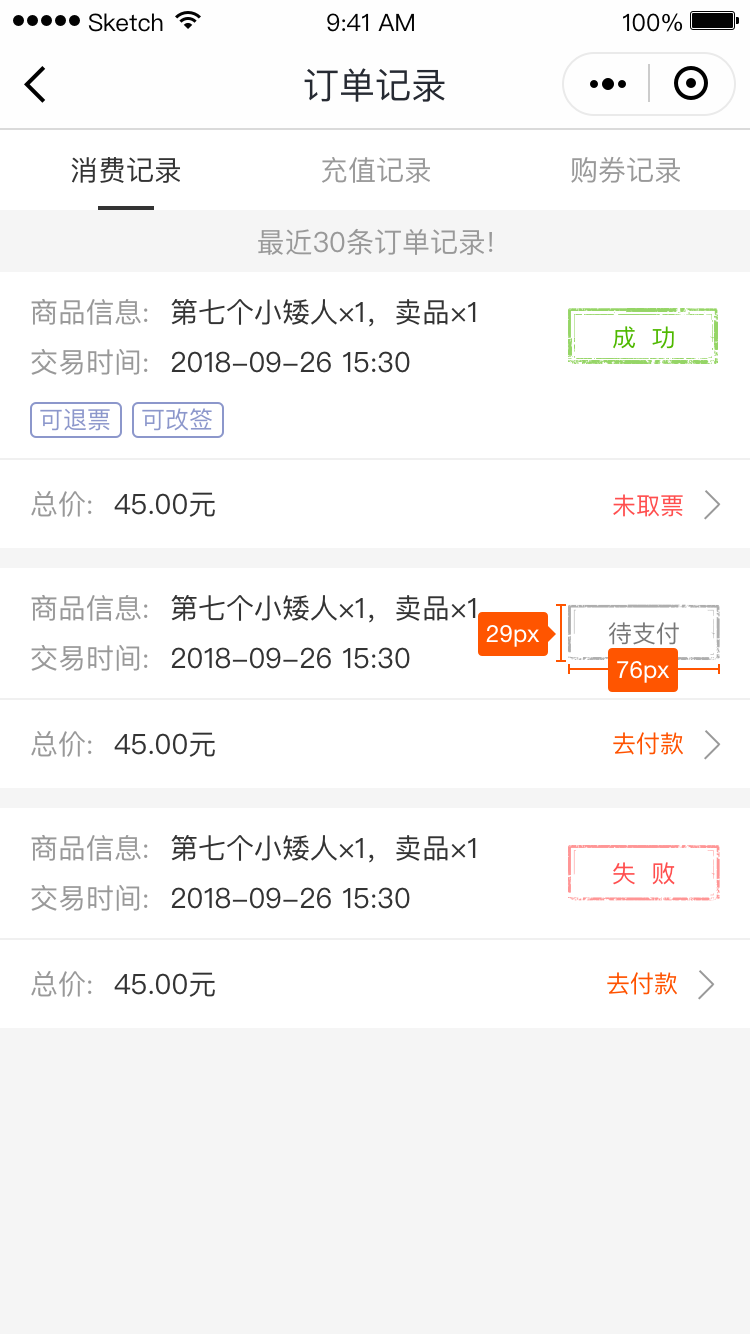 Sketch 9:41 AM 100%
订单记录
消费记录 充值记录 购券记录
最近30条订单记录!
商品信息: 第七个小矮人×1, 卖品×1
成 功
交易时间: 2018-09-26 15:30
可退票 可改签
总价: 45.00元 未取票
商品信息: 第七个小矮人×1, 卖品×1
29px 待支付
交易时间: 2018-09-26 15:30
76px
总价: 45.00元 去付款
商品信息: 第七个小矮人×1, 卖品×1
失 败
交易时间: 2018-09-26 15:30
总价: 45.00元 去付款